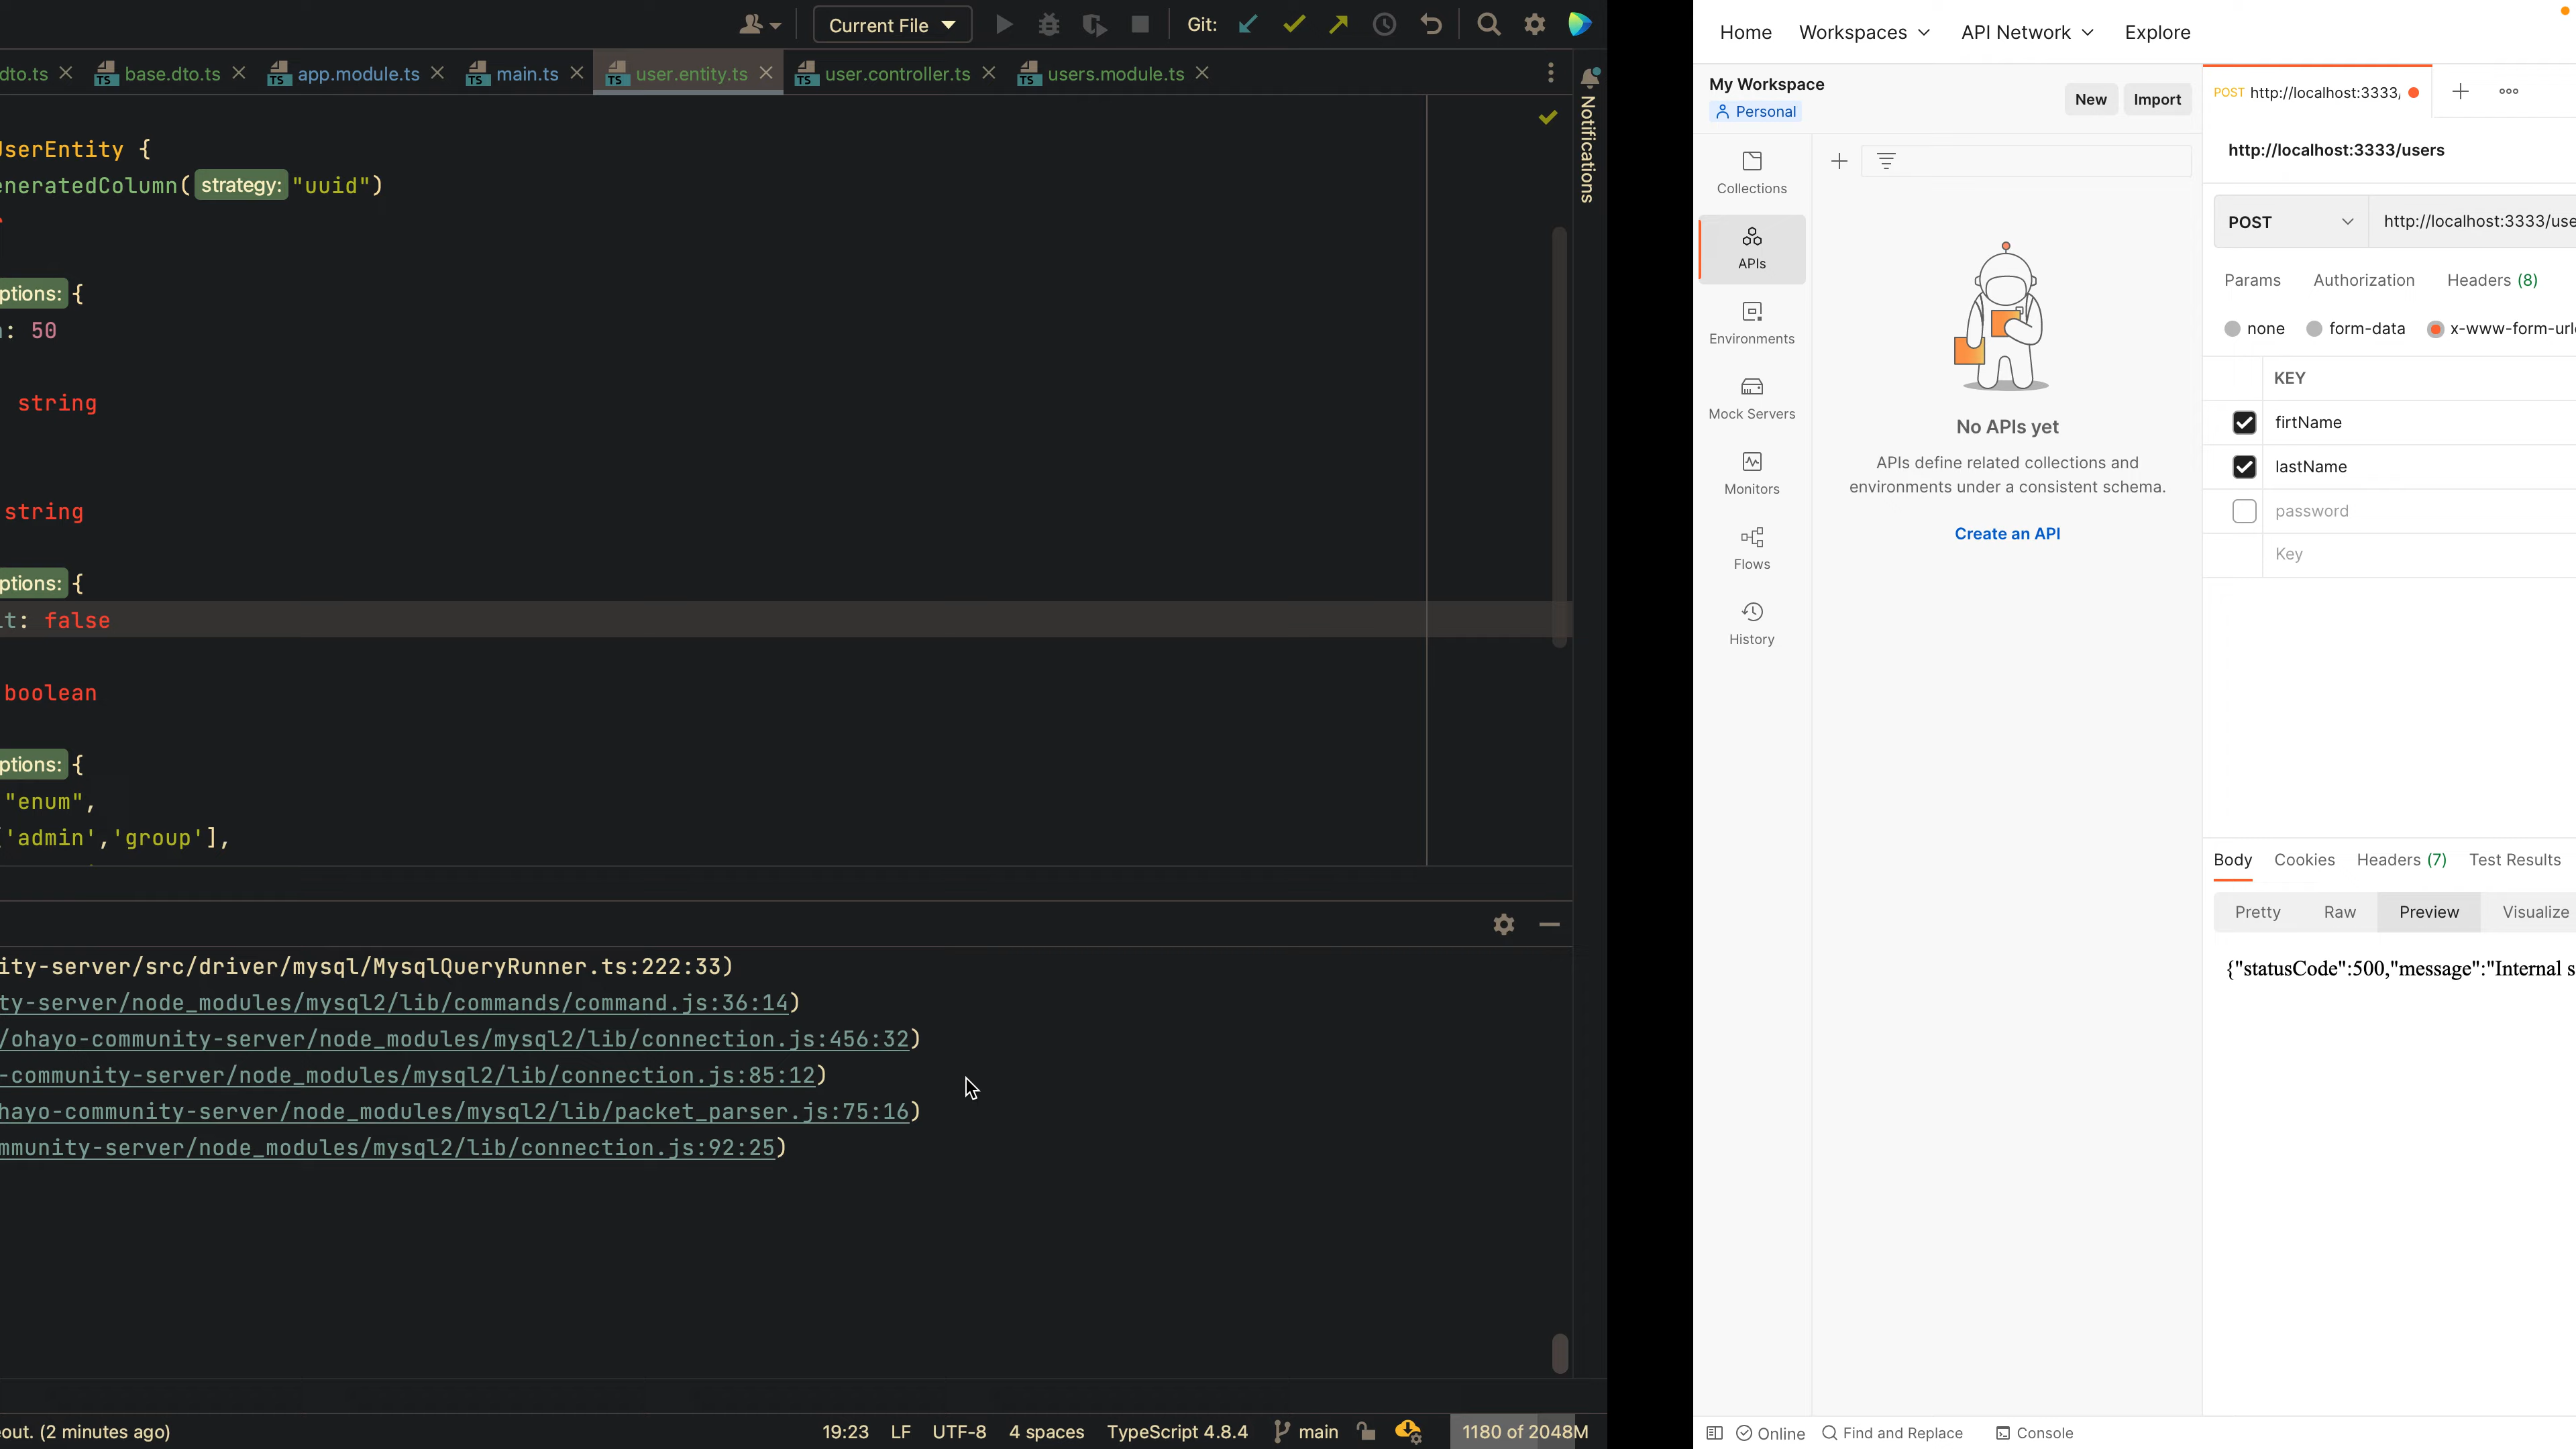 Current File
Git:
dto.ts
base.dto.ts
app.module.ts
main.ts
user.entity.ts
user.controller.ts
users.module.ts
Notifications
UserEntity {
neratedColumn( strategy: "uuid")
ptions: {
: 50
string
string
ptions: {
lt: false
boolean
ptions: {
"enum",
'admin','group'],
ity-server/src/driver/mysql/MysqlQueryRunner.ts:222:33)
ty-server/node_modules/mysql2/lib/commands/command.js:36:14)
/ohayo-community-server/node_modules/mysql2/lib/connection.js:456:32)
-community-server/node_modules/mysql2/lib/connection.js:85:12)
hayo-community-server/node_modules/mysql2/lib/packet_parser.js:75:16)
mmunity-server/node_modules/mysql2/lib/connection.js:92:25)
eout. (2 minutes ago)
19:23 LF UTF-8 4 spaces TypeScript 4.8.4 main 1180 of 2048M
Home Workspaces API Network Explore
My Workspace
Personal
New Import
Collections
APIs
Environments
Mock Servers
Monitors
Flows
History
No APIs yet
APIs define related collections and
environments under a consistent schema.
Create an API
POST http://localhost:3333,
http://localhost:3333/users
POST http://localhost:3333/use
Params Authorization Headers (8)
none form-data x-www-form-url
KEY
firtName
lastName
password
Key
Body Cookies Headers (7) Test Results
Pretty Raw Preview Visualize
{"statusCode":500,"message":"Internal s
Online Find and Replace Console